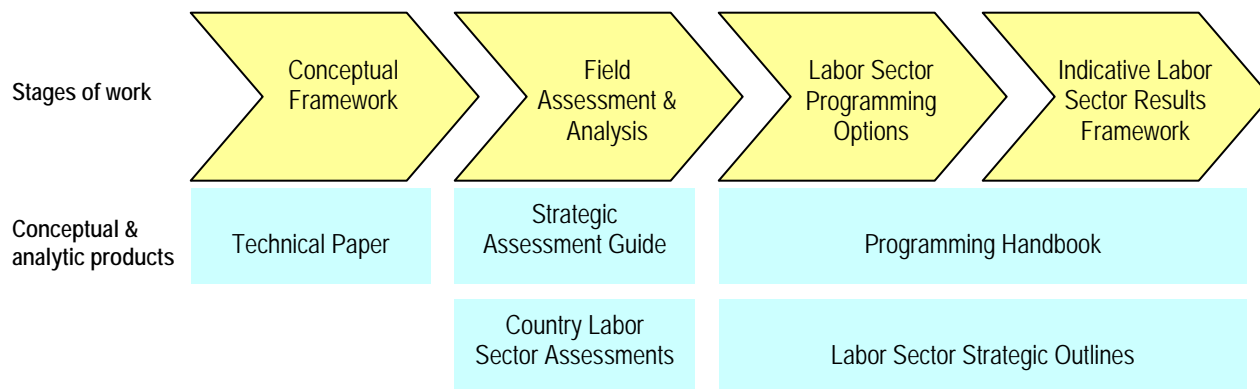 Stages of work
Conceptual
Framework
Field
Assessment &
Analysis
Labor Sector
Programming
Options
Indicative Labor
Sector Results
Framework
Conceptual &
analytic products
Technical Paper
Strategic
Assessment Guide
Programming Handbook
Country Labor
Sector Assessments
Labor Sector Strategic Outlines